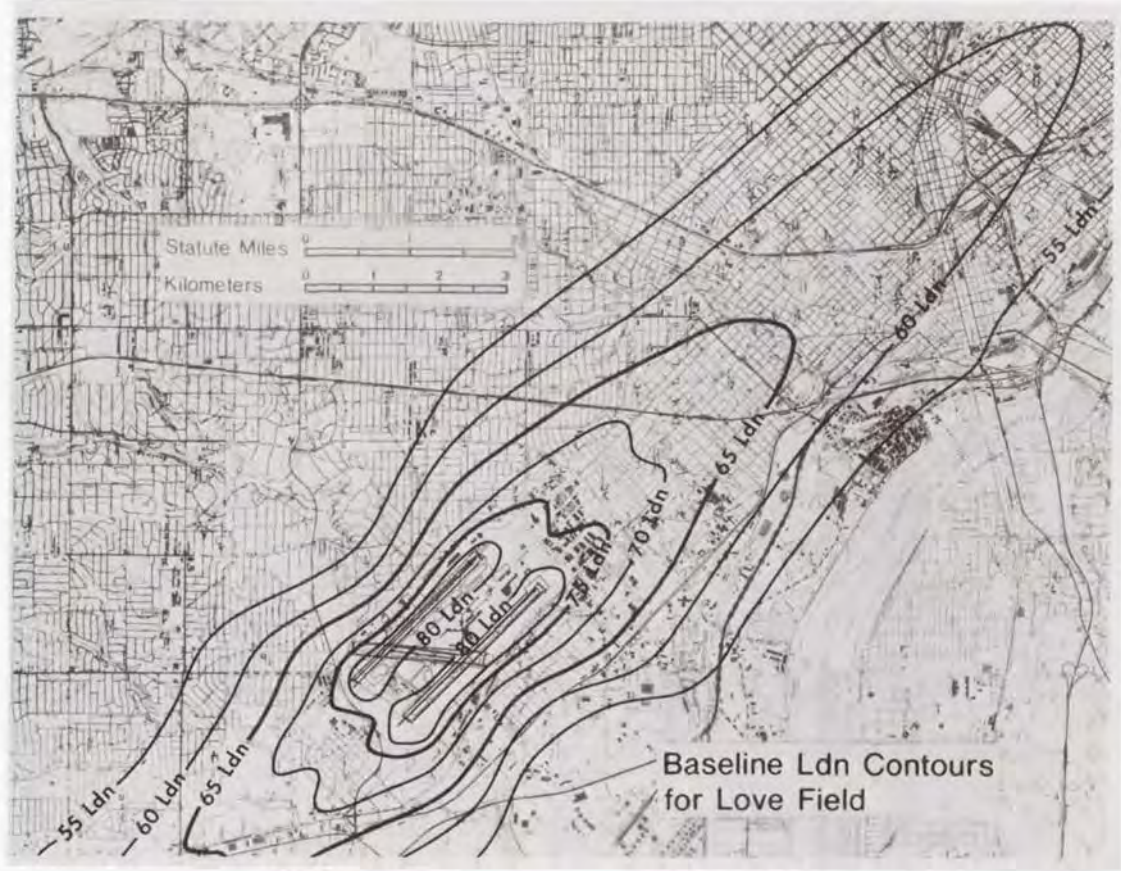 Statute Miles 0 1
Kilometers 0 1 2 3
55 Ldn
60 Ldn
65 Ldn
70 Ldn
75 Ldn
80 Ldn
80 Ldn
55 Ldn
60 Ldn
65 Ldn
Baseline Ldn Contours
for Love Field